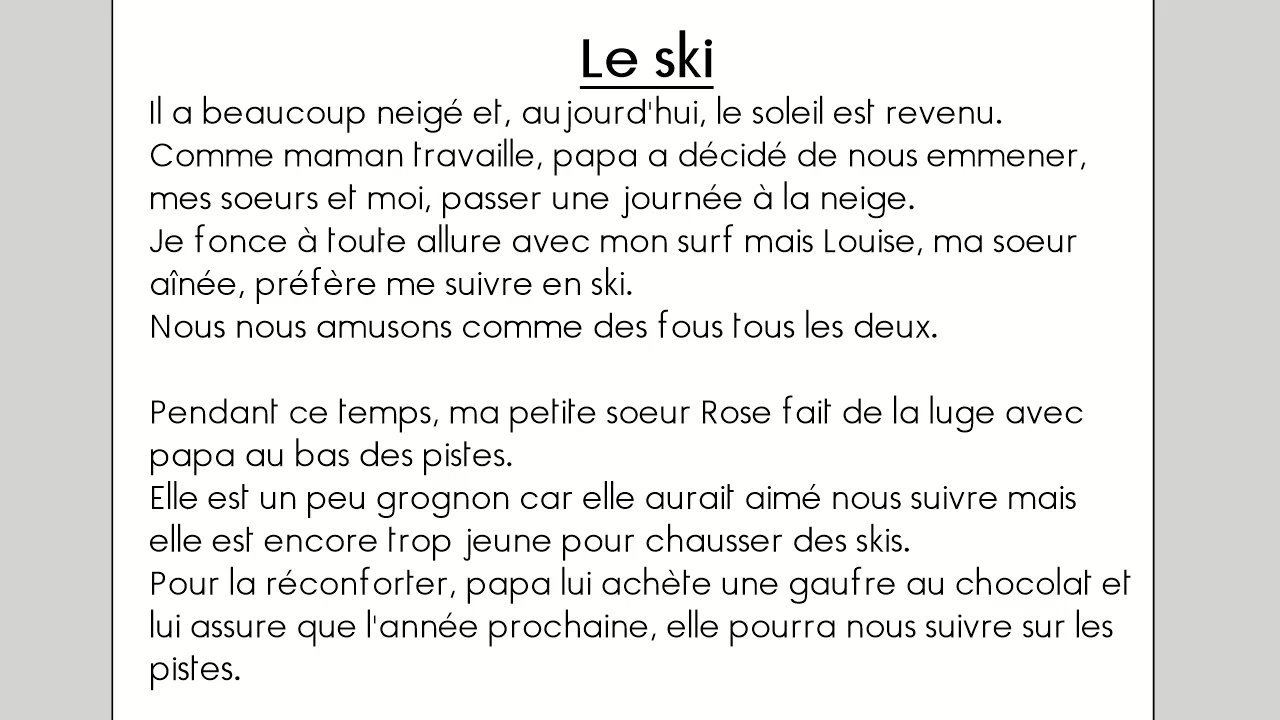 Le ski
Il a beaucoup neigé et, aujourd'hui, le soleil est revenu.
Comme maman travaille, papa a décidé de nous emmener,
mes soeurs et moi, passer une journée à la neige.
Je fonce à toute allure avec mon surf mais Louise, ma soeur
aînée, préfère me suivre en ski.
Nous nous amusons comme des fous tous les deux.
Pendant ce temps, ma petite soeur Rose fait de la luge avec
papa au bas des pistes.
Elle est un peu grognon car elle aurait aimé nous suivre mais
elle est encore trop jeune pour chausser des skis.
Pour la réconforter, papa lui achète une gaufre au chocolat et
lui assure que l'année prochaine, elle pourra nous suivre sur les
pistes.